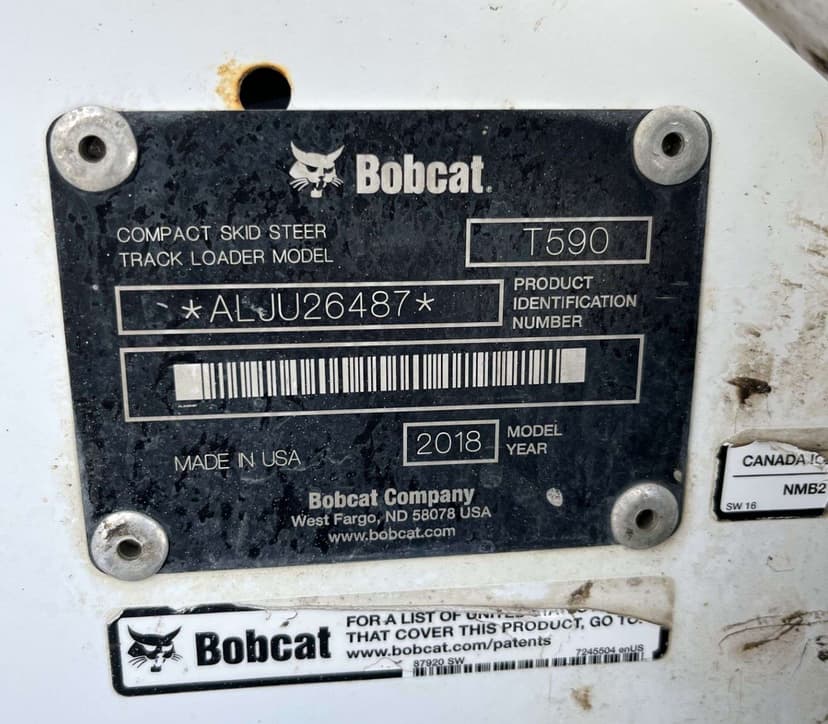 Bobcat.
COMPACT SKID STEER
TRACK LOADER MODEL
T590
*ALJU26487*
PRODUCT
IDENTIFICATION
NUMBER
MADE IN USA
2018
MODEL
YEAR
Bobcat Company
West Fargo, ND 58078 USA
www.bobcat.com
CANADA
NMB2
SW 16
Bobcat
FOR A LIST OF UNITED STATES
THAT COVER THIS PRODUCT, GO TO:
www.bobcat.com/patents
87920 SW
7245504 enUS